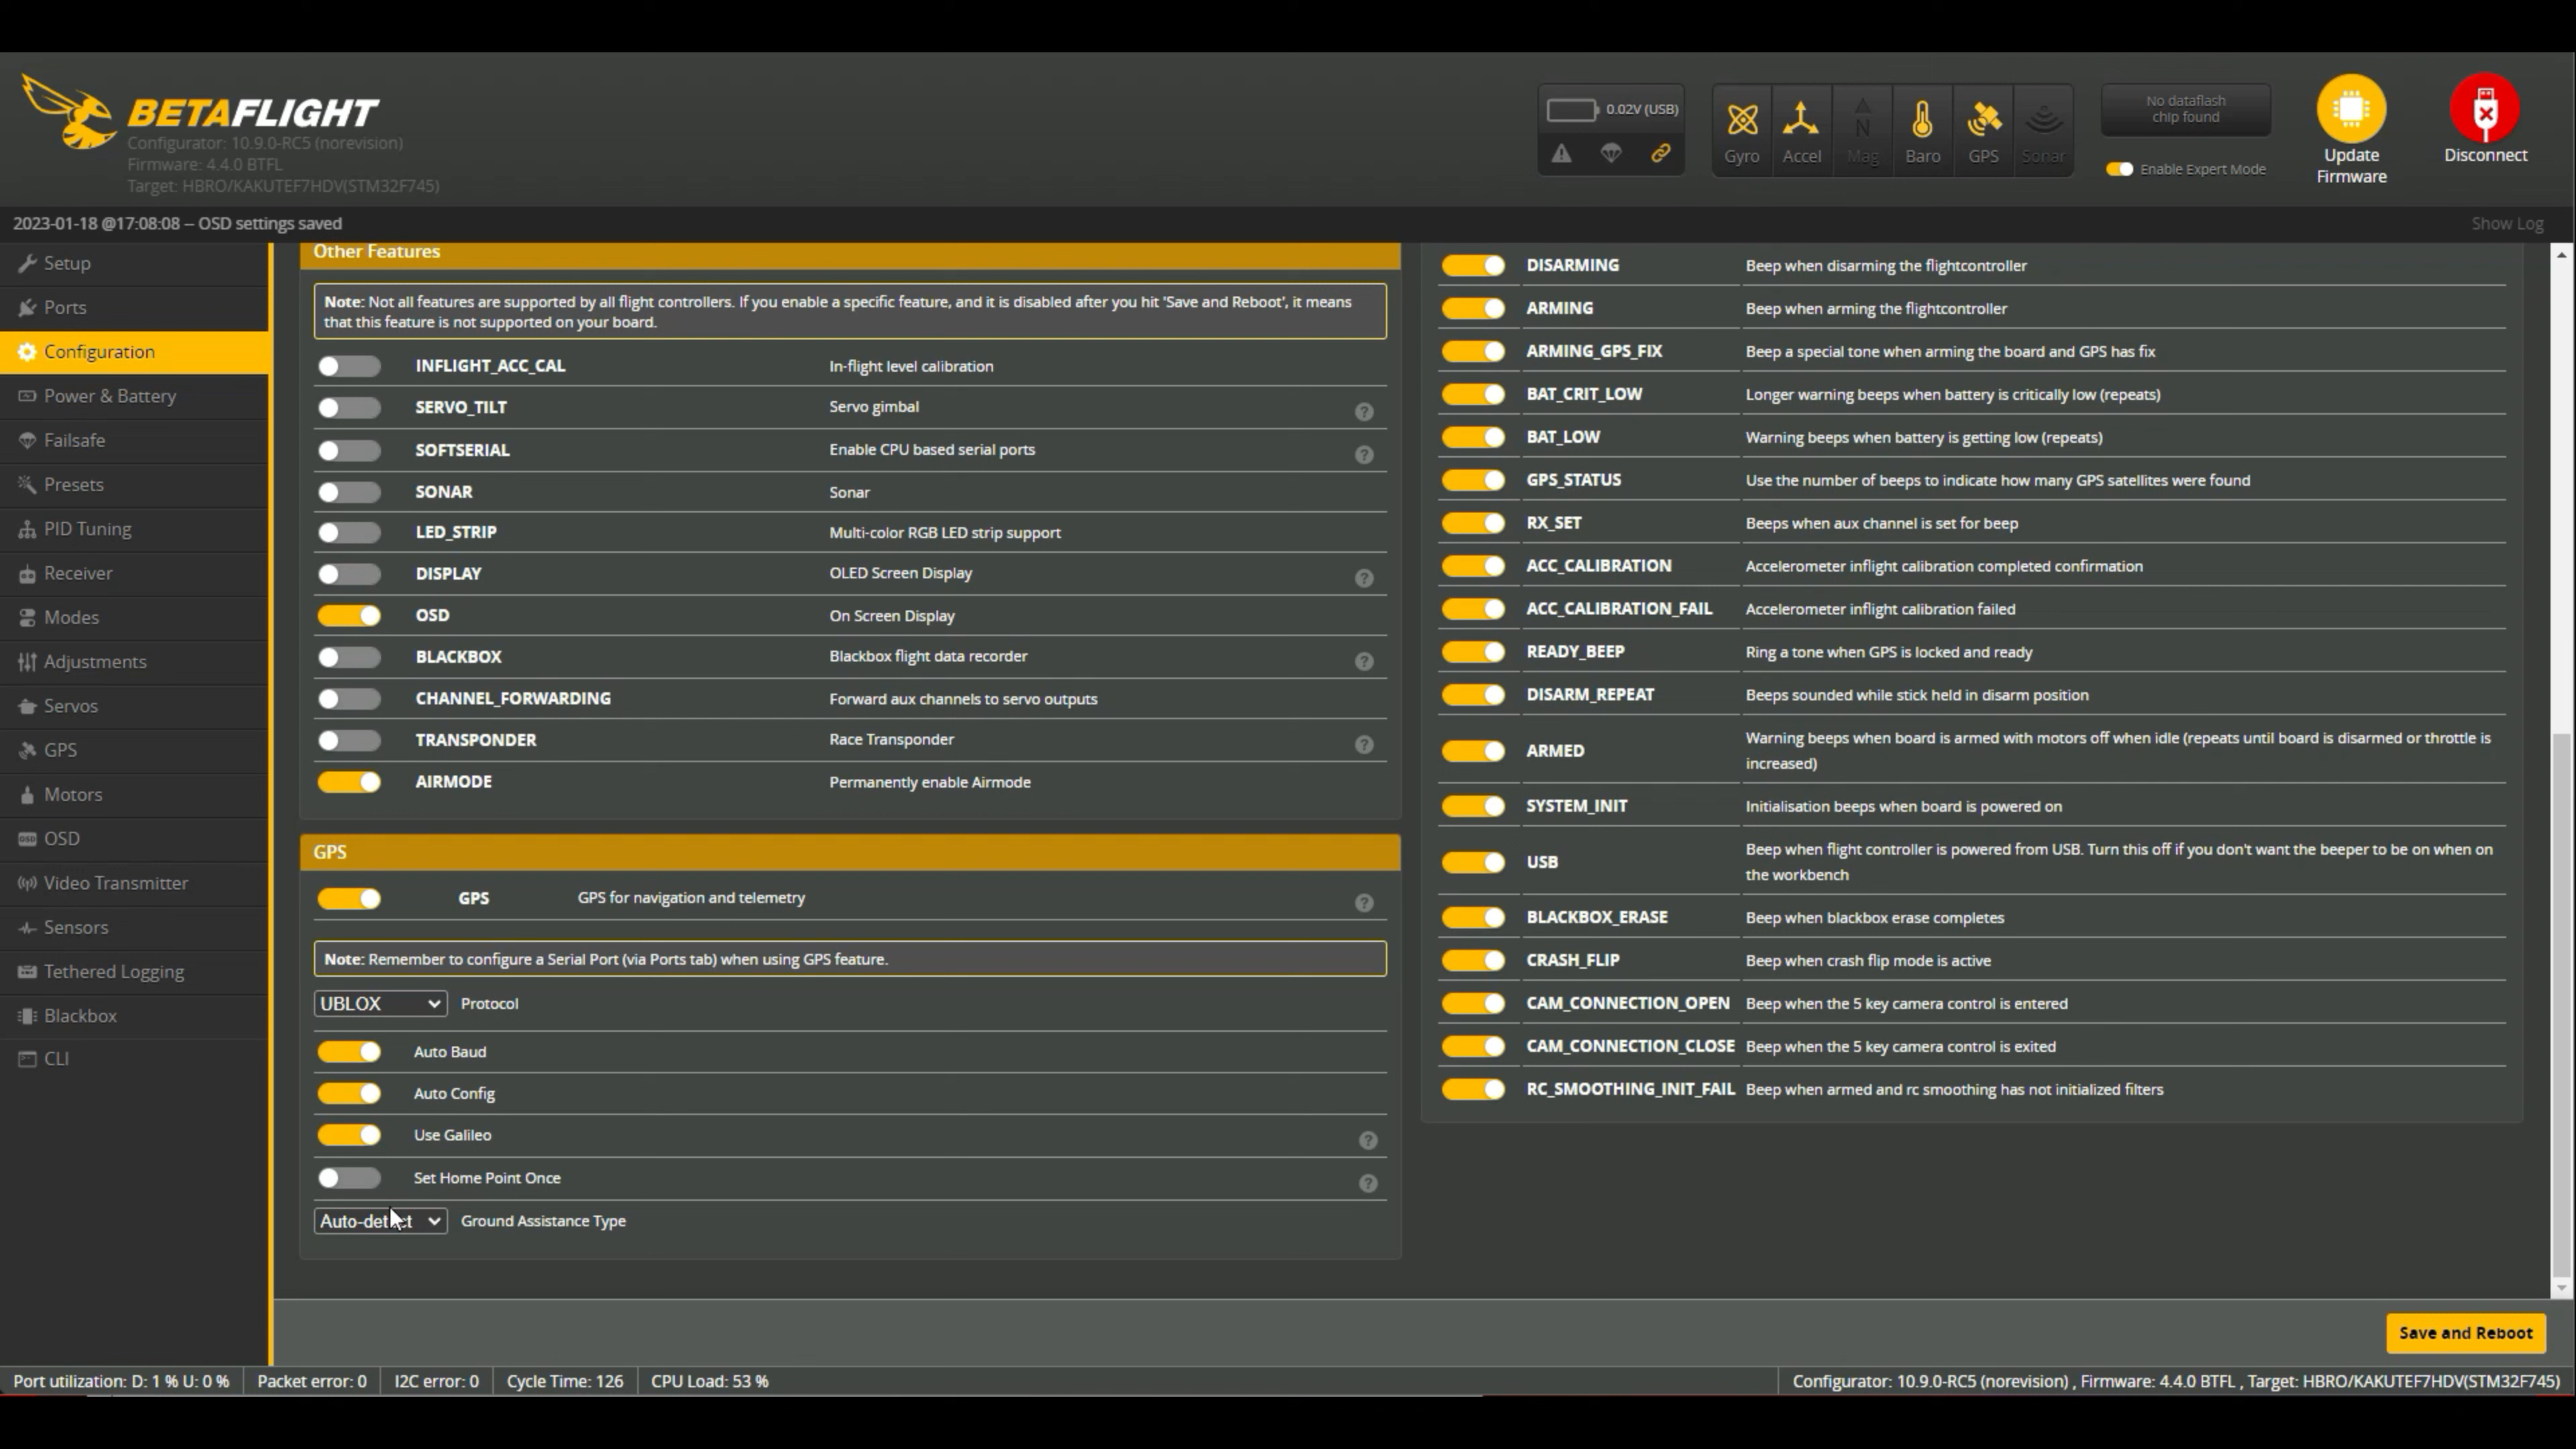 BETAFLIGHT
Configurator: 10.9.0-RC5 (norevision)
Firmware: 4.4.0 BTFL
Target: HBRO/KAKUTEF7HDV(STM32F745)
0.02V (USB)
Gyro
Accel
Mag
Baro
GPS
Sonar
No dataflash
chip found
Enable Expert Mode
Update
Firmware
Disconnect
2023-01-18 @17:08:08 -- OSD settings saved
Show Log
Setup
Ports
Configuration
Power & Battery
Failsafe
Presets
PID Tuning
Receiver
Modes
Adjustments
Servos
GPS
Motors
OSD
Video Transmitter
Sensors
Tethered Logging
Blackbox
CLI
Other Features
Note: Not all features are supported by all flight controllers. If you enable a specific feature, and it is disabled after you hit 'Save and Reboot', it means
that this feature is not supported on your board.
INFLIGHT_ACC_CAL In-flight level calibration
SERVO_TILT Servo gimbal ?
SOFTSERIAL Enable CPU based serial ports ?
SONAR Sonar
LED_STRIP Multi-color RGB LED strip support
DISPLAY OLED Screen Display ?
OSD On Screen Display
BLACKBOX Blackbox flight data recorder ?
CHANNEL_FORWARDING Forward aux channels to servo outputs
TRANSPONDER Race Transponder ?
AIRMODE Permanently enable Airmode
GPS
GPS GPS for navigation and telemetry ?
Note: Remember to configure a Serial Port (via Ports tab) when using GPS feature.
UBLOX Protocol
Auto Baud
Auto Config
Use Galileo ?
Set Home Point Once ?
Auto-detect Ground Assistance Type
DISARMING Beep when disarming the flightcontroller
ARMING Beep when arming the flightcontroller
ARMING_GPS_FIX Beep a special tone when arming the board and GPS has fix
BAT_CRIT_LOW Longer warning beeps when battery is critically low (repeats)
BAT_LOW Warning beeps when battery is getting low (repeats)
GPS_STATUS Use the number of beeps to indicate how many GPS satellites were found
RX_SET Beeps when aux channel is set for beep
ACC_CALIBRATION Accelerometer inflight calibration completed confirmation
ACC_CALIBRATION_FAIL Accelerometer inflight calibration failed
READY_BEEP Ring a tone when GPS is locked and ready
DISARM_REPEAT Beeps sounded while stick held in disarm position
ARMED Warning beeps when board is armed with motors off when idle (repeats until board is disarmed or throttle is
increased)
SYSTEM_INIT Initialisation beeps when board is powered on
USB Beep when flight controller is powered from USB. Turn this off if you don't want the beeper to be on when on
the workbench
BLACKBOX_ERASE Beep when blackbox erase completes
CRASH_FLIP Beep when crash flip mode is active
CAM_CONNECTION_OPEN Beep when the 5 key camera control is entered
CAM_CONNECTION_CLOSE Beep when the 5 key camera control is exited
RC_SMOOTHING_INIT_FAIL Beep when armed and rc smoothing has not initialized filters
Save and Reboot
Port utilization: D: 1 % U: 0 % Packet error: 0 I2C error: 0 Cycle Time: 126 CPU Load: 53 % Configurator: 10.9.0-RC5 (norevision) , Firmware: 4.4.0 BTFL , Target: HBRO/KAKUTEF7HDV(STM32F745)